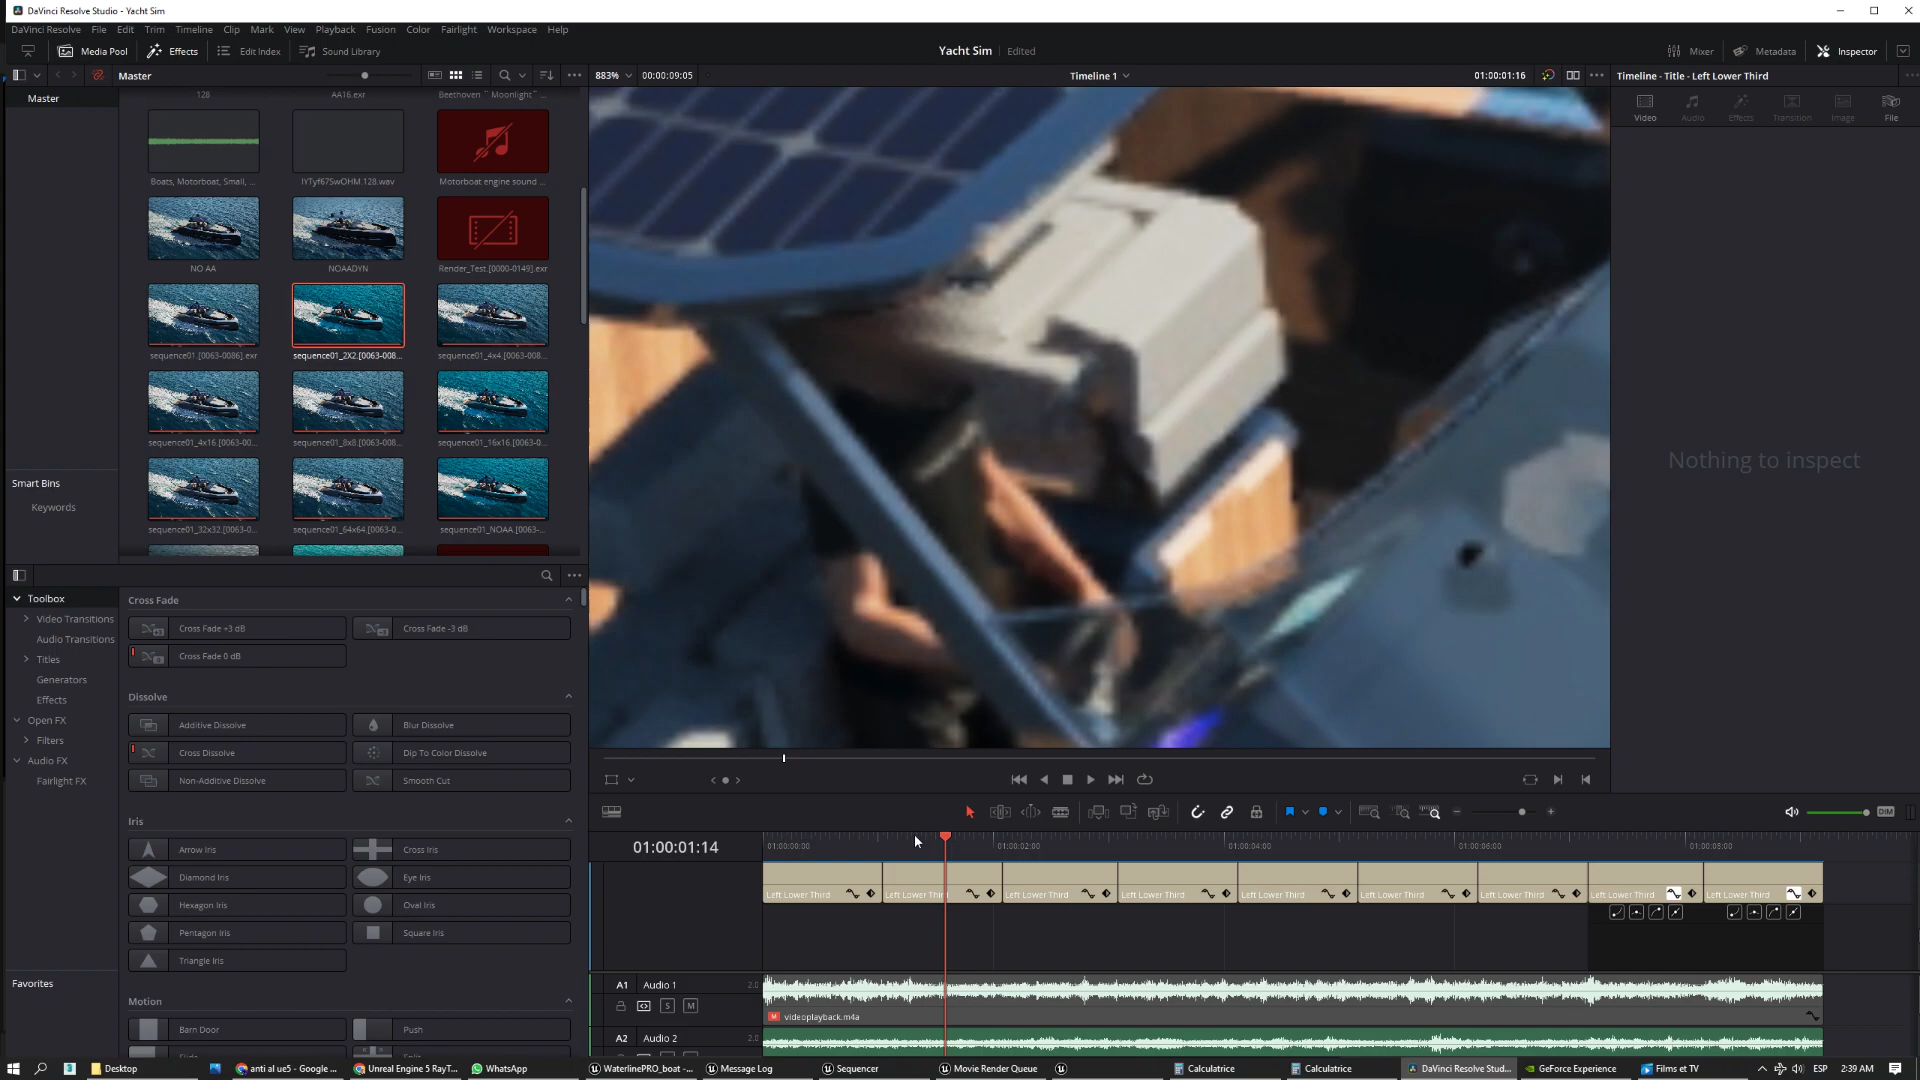 DaVinci Resolve Studio - Yacht Sim
DaVinci Resolve File Edit Trim Timeline Clip Mark View Playback Fusion Color Fairlight Workspace Help
Media Pool Effects Edit Index Sound Library Yacht Sim Edited Mixer Metadata Inspector
Master 883% 00:00:09:05 Timeline 1 01:00:01:16 Timeline - Title - Left Lower Third
Master
128 AA16.exr Beethoven " Moonlight" ...
Video Audio Effects Transition Image File
Boats, Motorboat, Small, ... IYTyf67SwOHM.128.wav Motorboat engine sound ...
NO AA NOAADYN Render_Test.[0000-0149].exr
sequence01.[0063-0086].exr sequence01_2X2.[0063-008... sequence01_4x4.[0063-008...
sequence01_4x16.[0063-00... sequence01_8x8.[0063-008... sequence01_16x16.[0063-0...
sequence01_32x32.[0063-0... sequence01_64x64.[0063-0... sequence01_NOAA.[0063-...
Nothing to inspect
Smart Bins
Keywords
Toolbox
Video Transitions
Audio Transitions
Titles
Generators
Effects
Open FX
Filters
Audio FX
Fairlight FX
Favorites
Cross Fade
Cross Fade +3 dB Cross Fade -3 dB
Cross Fade 0 dB
Dissolve
Additive Dissolve Blur Dissolve
Cross Dissolve Dip To Color Dissolve
Non-Additive Dissolve Smooth Cut
Iris
Arrow Iris Cross Iris
Diamond Iris Eye Iris
Hexagon Iris Oval Iris
Pentagon Iris Square Iris
Triangle Iris
Motion
Barn Door Push
Slide Split
DIM
01:00:01:14 01:00:00:00 01:00:02:00 01:00:04:00 01:00:06:00 01:00:08:00
Left Lower Third Left Lower Third Left Lower Third Left Lower Third Left Lower Third Left Lower Third Left Lower Third Left Lower Third Left Lower Third
A1 Audio 1 2.0
S M
M videoplayback.m4a
A2 Audio 2 2.0
Desktop anti al ue5 - Google ... Unreal Engine 5 RayT... WhatsApp WaterlinePRO_boat -... Message Log Sequencer Movie Render Queue Calculatrice Calculatrice DaVinci Resolve Stud... GeForce Experience Films et TV ESP 2:39 AM